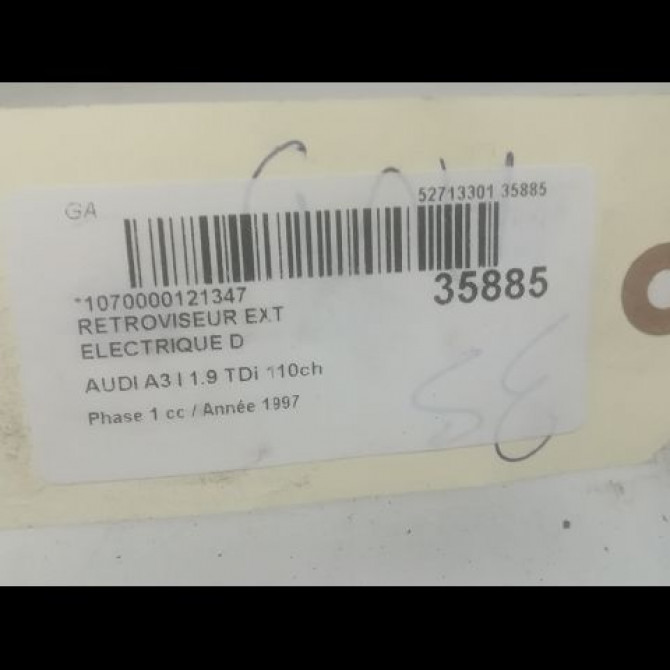 GA
52713301 35885
*1070000121347
35885
RETROVISEUR EXT
ELECTRIQUE D
AUDI A3 I 1.9 TDi 110ch
Phase 1 cc / Année 1997